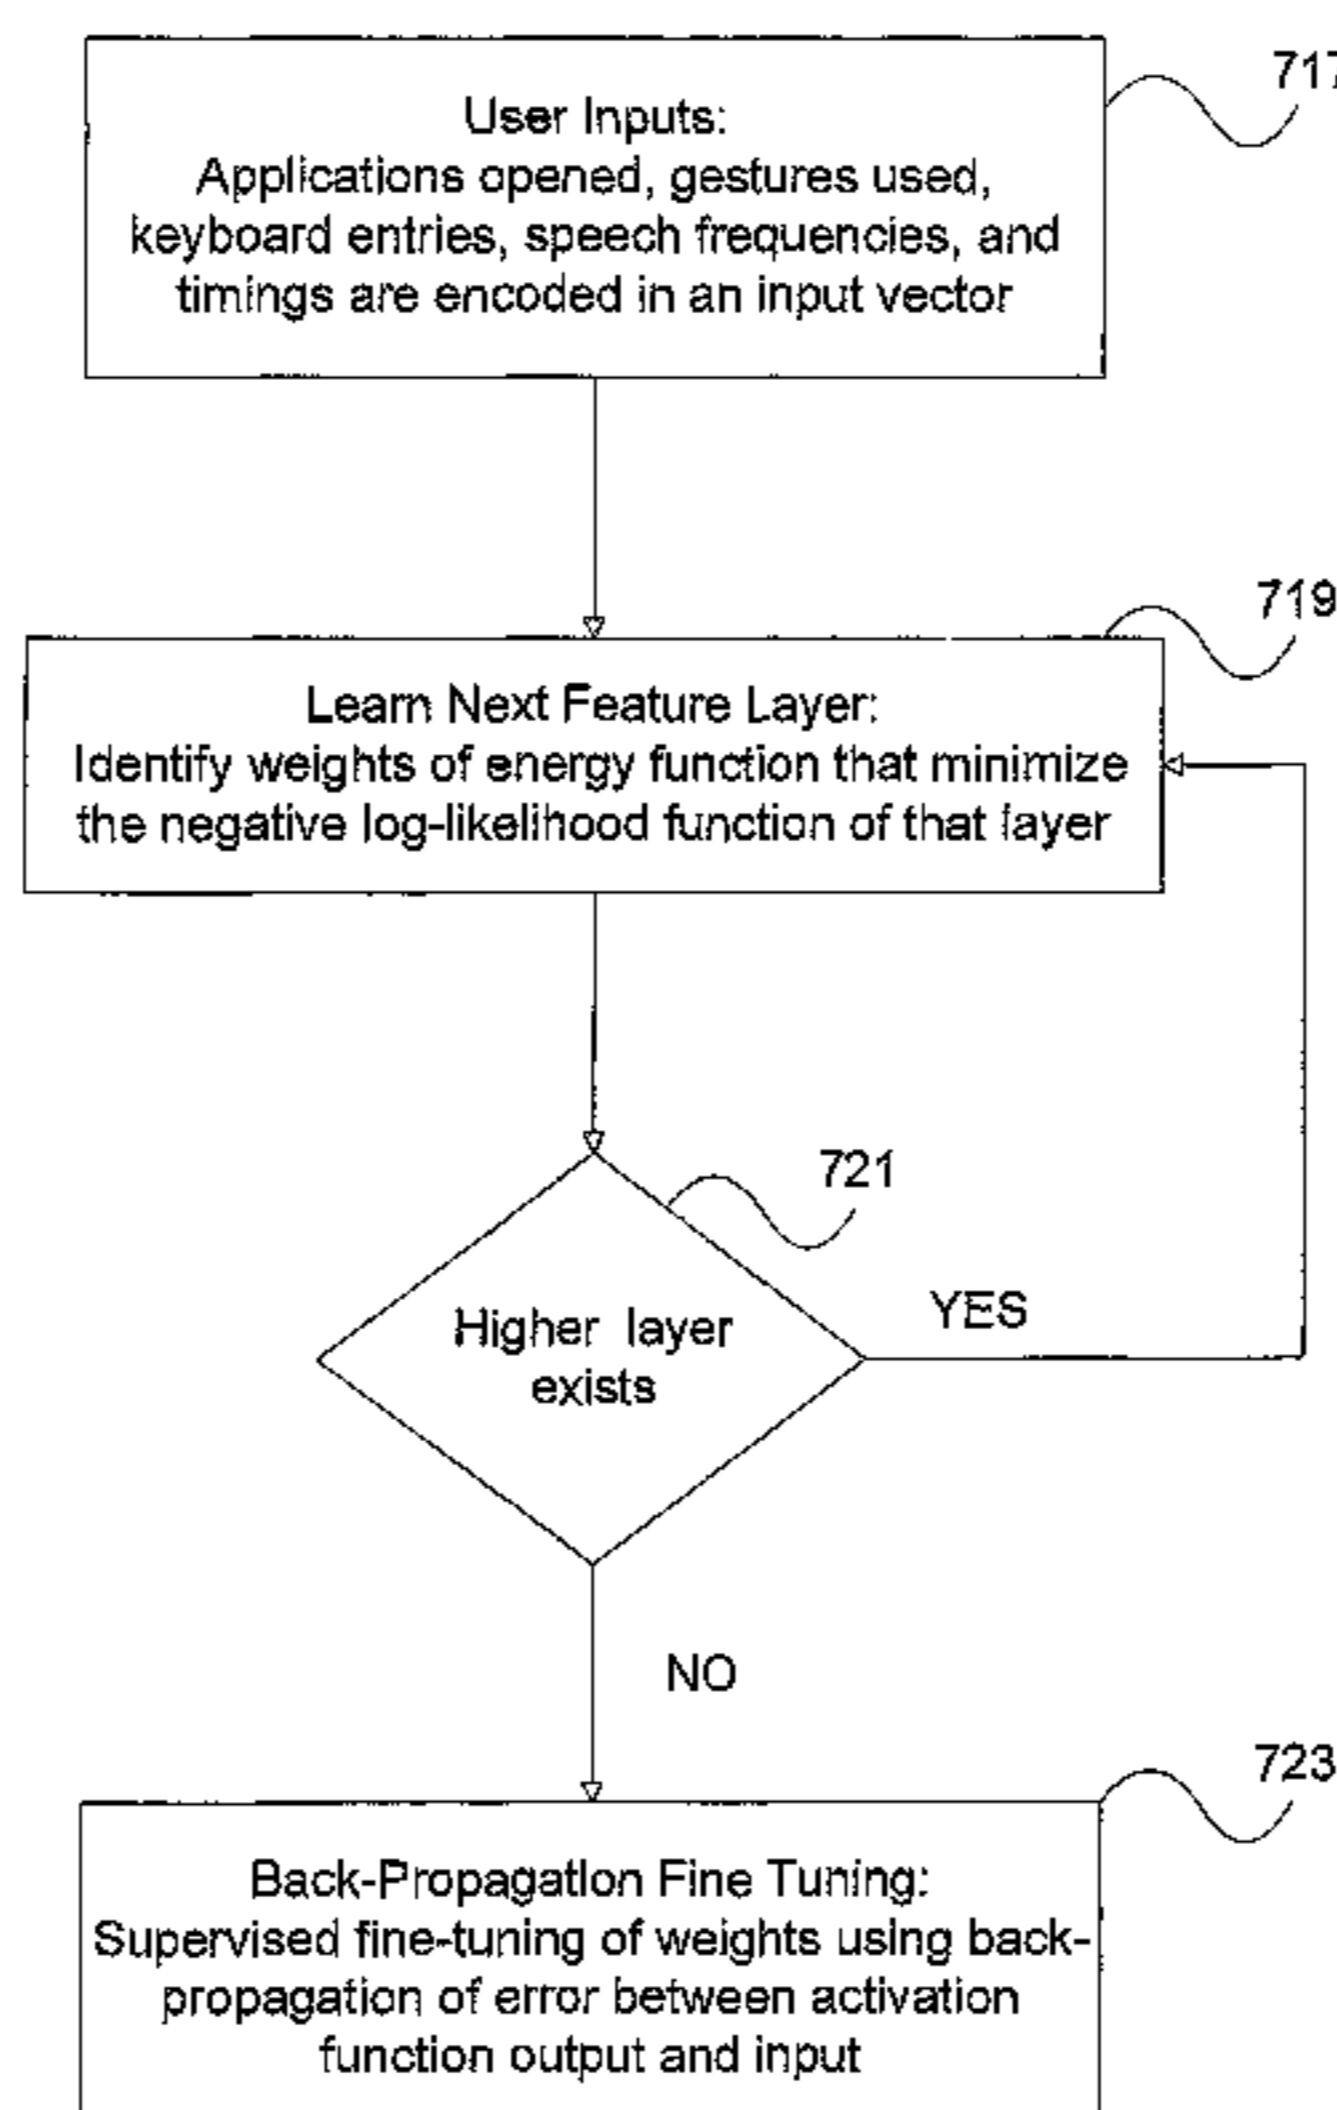 717
User Inputs:
Applications opened, gestures used,
keyboard entries, speech frequencies, and
timings are encoded in an input vector
719
Learn Next Feature Layer:
Identify weights of energy function that minimize
the negative log-likelihood function of that layer
721
Higher layer
exists
YES
NO
723
Back-Propagation Fine Tuning:
Supervised fine-tuning of weights using back-
propagation of error between activation
function output and input